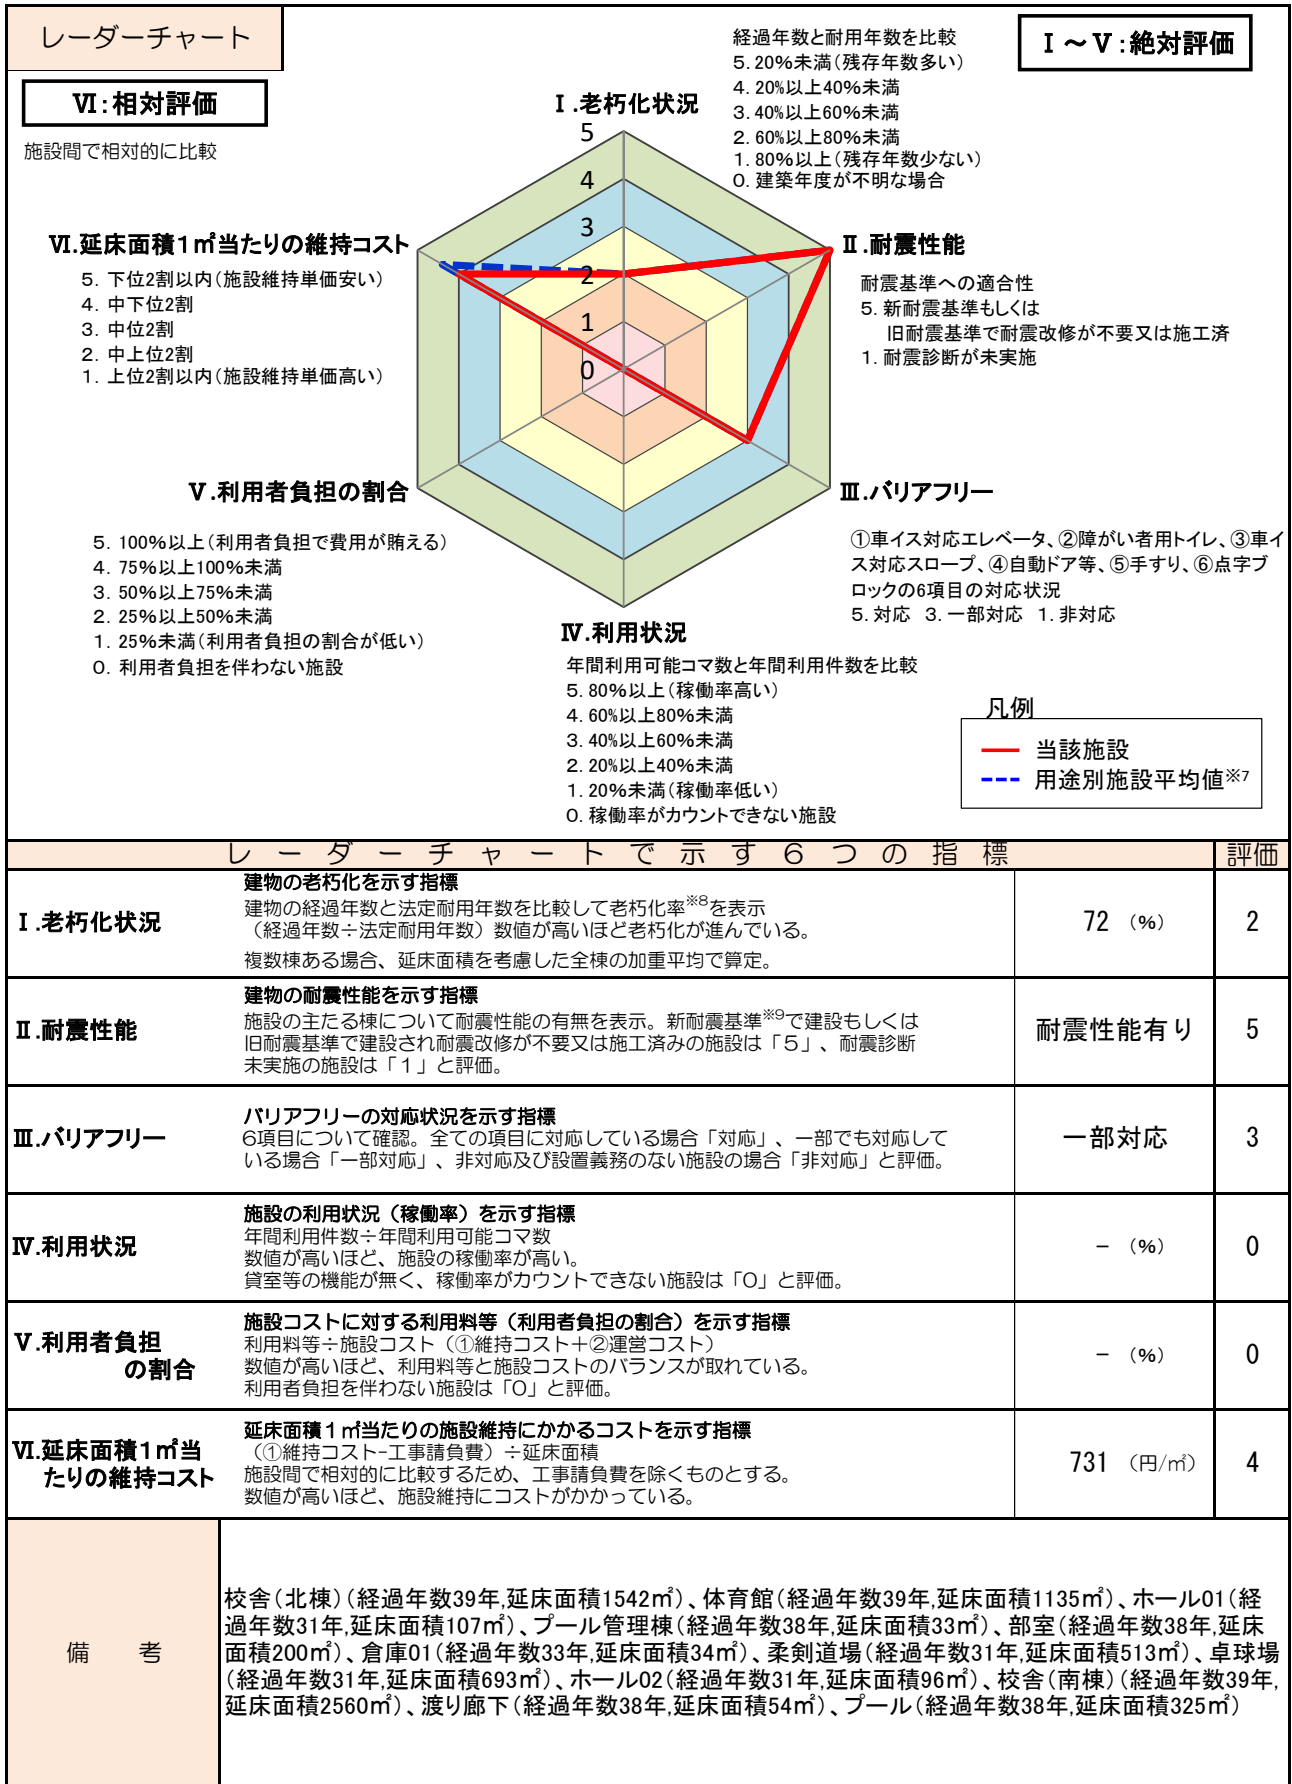 レーダーチャート
Ⅰ～Ⅴ：絶対評価
Ⅵ：相対評価
施設間で相対的に比較
Ⅰ.老朽化状況
経過年数と耐用年数を比較
5. 20%未満（残存年数多い）
4. 20%以上40%未満
3. 40%以上60%未満
2. 60%以上80%未満
1. 80%以上（残存年数少ない）
0. 建築年度が不明な場合
5
4
3
2
1
0
Ⅱ.耐震性能
耐震基準への適合性
5. 新耐震基準もしくは
旧耐震基準で耐震改修が不要又は施工済
1. 耐震診断が未実施
Ⅲ.バリアフリー
①車イス対応エレベータ、②障がい者用トイレ、③車イ
ス対応スロープ、④自動ドア等、⑤手すり、⑥点字ブ
ロックの6項目の対応状況
5. 対応 3. 一部対応 1. 非対応
Ⅳ.利用状況
年間利用可能コマ数と年間利用件数を比較
5. 80%以上（稼働率高い）
4. 60%以上80%未満
3. 40%以上60%未満
2. 20%以上40%未満
1. 20%未満（稼働率低い）
0. 稼働率がカウントできない施設
Ⅴ.利用者負担の割合
5. 100%以上（利用者負担で費用が賄える）
4. 75%以上100%未満
3. 50%以上75%未満
2. 25%以上50%未満
1. 25%未満（利用者負担の割合が低い）
0. 利用者負担を伴わない施設
Ⅵ.延床面積1㎡当たりの維持コスト
5. 下位2割以内（施設維持単価安い）
4. 中下位2割
3. 中位2割
2. 中上位2割
1. 上位2割以内（施設維持単価高い）
凡例
当該施設
用途別施設平均値※7
レーダーチャートで示す６つの指標 評価
Ⅰ.老朽化状況
建物の老朽化を示す指標
建物の経過年数と法定耐用年数を比較して老朽化率※8を表示
（経過年数÷法定耐用年数）数値が高いほど老朽化が進んでいる。
複数棟ある場合、延床面積を考慮した全棟の加重平均で算定。
72 （%） 2
Ⅱ.耐震性能
建物の耐震性能を示す指標
施設の主たる棟について耐震性能の有無を表示。新耐震基準※9で建設もしくは
旧耐震基準で建設され耐震改修が不要又は施工済みの施設は「５」、耐震診断
未実施の施設は「１」と評価。
耐震性能有り 5
Ⅲ.バリアフリー
バリアフリーの対応状況を示す指標
6項目について確認。全ての項目に対応している場合「対応」、一部でも対応して
いる場合「一部対応」、非対応及び設置義務のない施設の場合「非対応」と評価。
一部対応 3
Ⅳ.利用状況
施設の利用状況（稼働率）を示す指標
年間利用件数÷年間利用可能コマ数
数値が高いほど、施設の稼働率が高い。
貸室等の機能が無く、稼働率がカウントできない施設は「０」と評価。
－ （%） 0
Ⅴ.利用者負担
の割合
施設コストに対する利用料等（利用者負担の割合）を示す指標
利用料等÷施設コスト（①維持コスト＋②運営コスト）
数値が高いほど、利用料等と施設コストのバランスが取れている。
利用者負担を伴わない施設は「０」と評価。
－ （%） 0
Ⅵ.延床面積1㎡当
たりの維持コスト
延床面積１㎡当たりの施設維持にかかるコストを示す指標
（①維持コスト-工事請負費）÷延床面積
施設間で相対的に比較するため、工事請負費を除くものとする。
数値が高いほど、施設維持にコストがかかっている。
731 （円/㎡） 4
備 考
校舎（北棟）（経過年数39年,延床面積1542㎡）、体育館（経過年数39年,延床面積1135㎡）、ホール01（経
過年数31年,延床面積107㎡）、プール管理棟（経過年数38年,延床面積33㎡）、部室（経過年数38年,延床
面積200㎡）、倉庫01（経過年数33年,延床面積34㎡）、柔剣道場（経過年数31年,延床面積513㎡）、卓球場
（経過年数31年,延床面積693㎡）、ホール02（経過年数31年,延床面積96㎡）、校舎（南棟）（経過年数39年,
延床面積2560㎡）、渡り廊下（経過年数38年,延床面積54㎡）、プール（経過年数38年,延床面積325㎡）